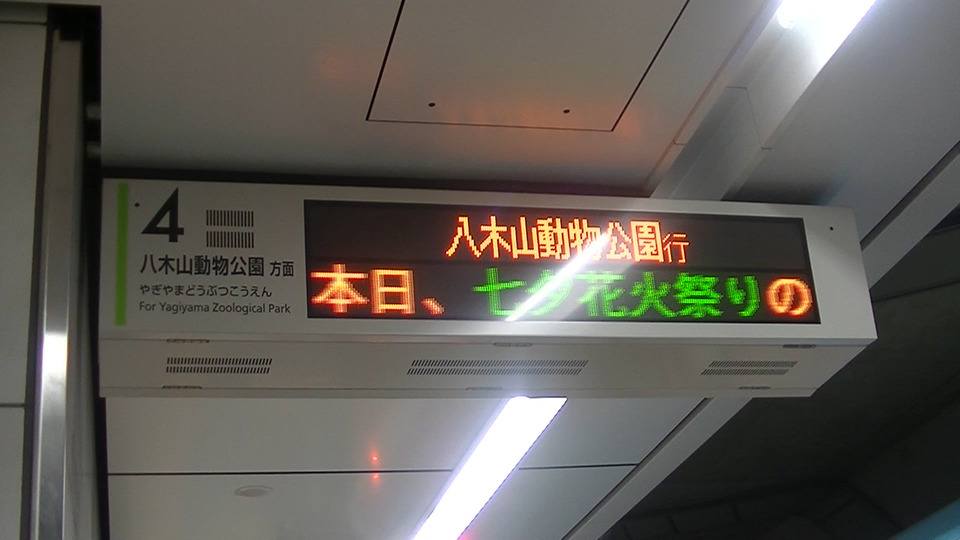 4
八木山動物公園 方面
やぎやまどうぶつこうえん
For Yagiyama Zoological Park
八木山動物公園行
本日、七夕花火祭りの